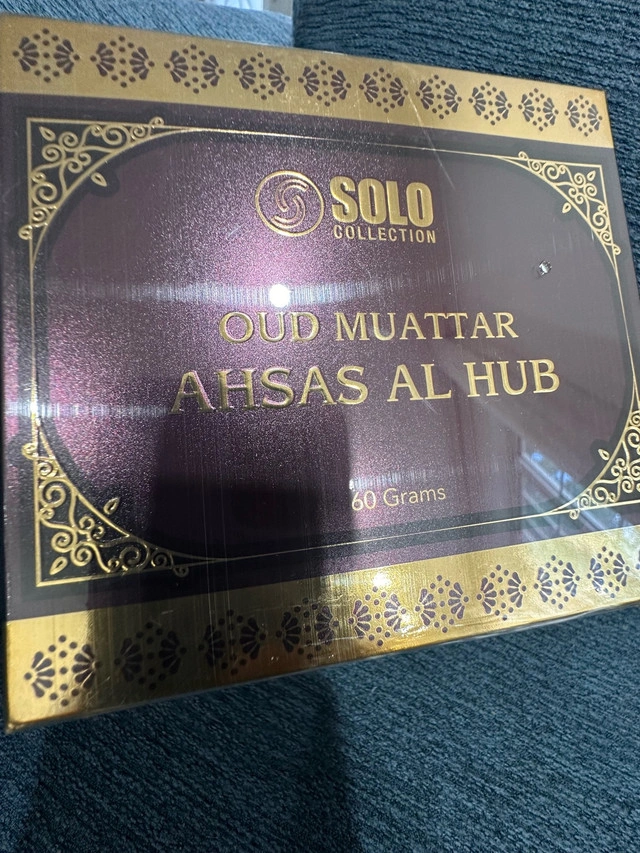 SOLO
COLLECTION
OUD MUATTAR
AHSAS AL HUB
60 Grams